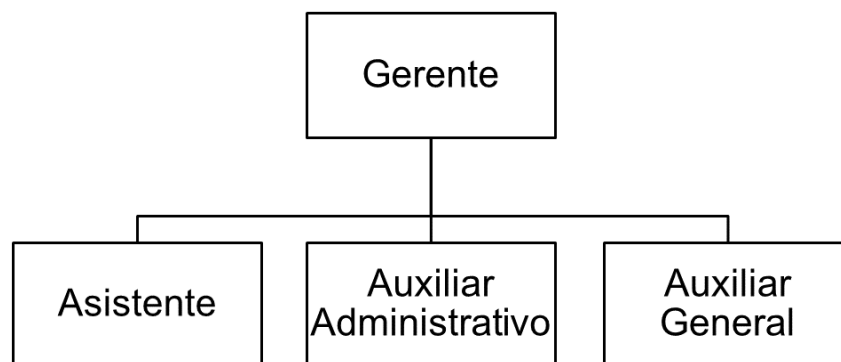 Gerente
Asistente
Auxiliar
Administrativo
Auxiliar
General